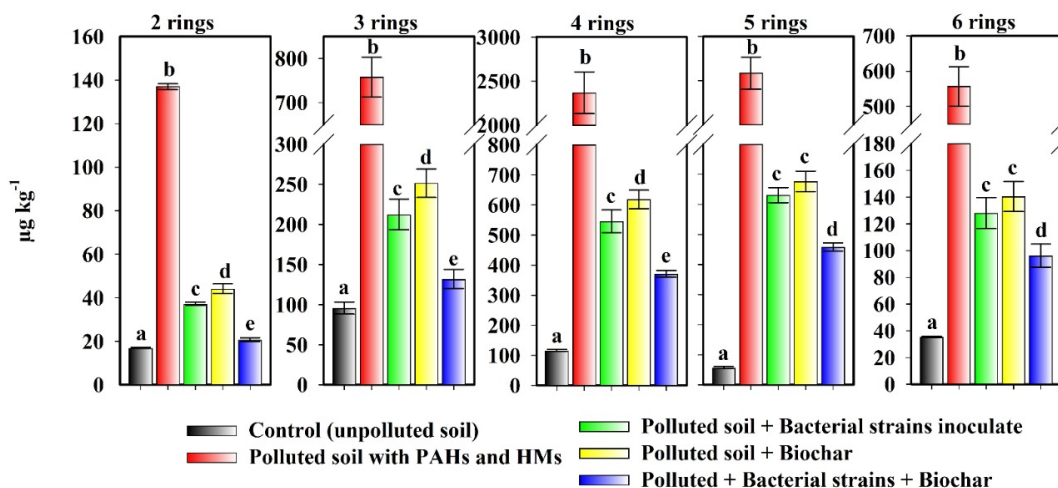 2 rings
3 rings
4 rings
5 rings
6 rings
µg kg-1
160
140
120
100
80
60
40
20
0
a
b
c
d
e
800
700
300
250
200
150
100
50
0
a
b
c
d
e
3000
2500
2000
800
700
600
500
400
300
200
100
0
a
b
c
d
e
a
b
c
c
d
700
600
500
180
160
140
120
100
80
60
40
20
0
a
b
c
c
d
Control (unpolluted soil)
Polluted soil with PAHs and HMs
Polluted soil + Bacterial strains inoculate
Polluted soil + Biochar
Polluted + Bacterial strains + Biochar